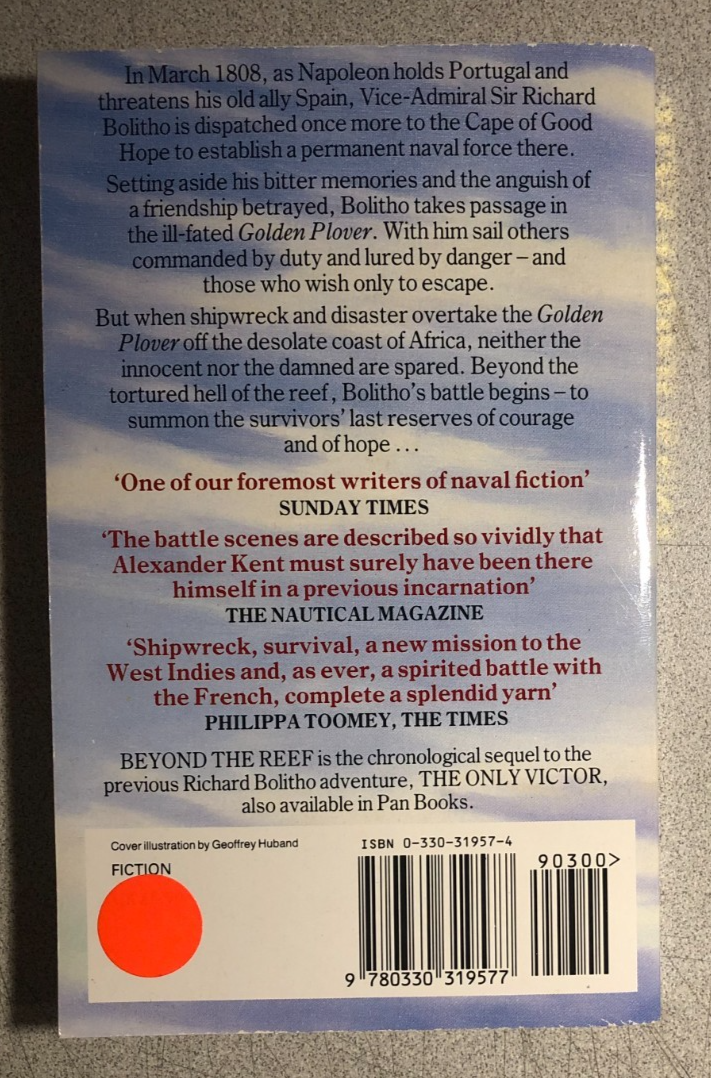 In March 1808, as Napoleon holds Portugal and
threatens his old ally Spain, Vice-Admiral Sir Richard
Bolitho is dispatched once more to the Cape of Good
Hope to establish a permanent naval force there.
Setting aside his bitter memories and the anguish of
a friendship betrayed, Bolitho takes passage in
the ill-fated Golden Plover. With him sail others
commanded by duty and lured by danger – and
those who wish only to escape.
But when shipwreck and disaster overtake the Golden
Plover off the desolate coast of Africa, neither the
innocent nor the damned are spared. Beyond the
tortured hell of the reef, Bolitho's battle begins – to
summon the survivors' last reserves of courage
and of hope ...
'One of our foremost writers of naval fiction'
SUNDAY TIMES
'The battle scenes are described so vividly that
Alexander Kent must surely have been there
himself in a previous incarnation'
THE NAUTICAL MAGAZINE
'Shipwreck, survival, a new mission to the
West Indies and, as ever, a spirited battle with
the French, complete a splendid yarn'
PHILIPPA TOOMEY, THE TIMES
BEYOND THE REEF is the chronological sequel to the
previous Richard Bolitho adventure, THE ONLY VICTOR,
also available in Pan Books.
Cover illustration by Geoffrey Huband
FICTION
ISBN 0-330-31957-4
90300>
9 780330 319577